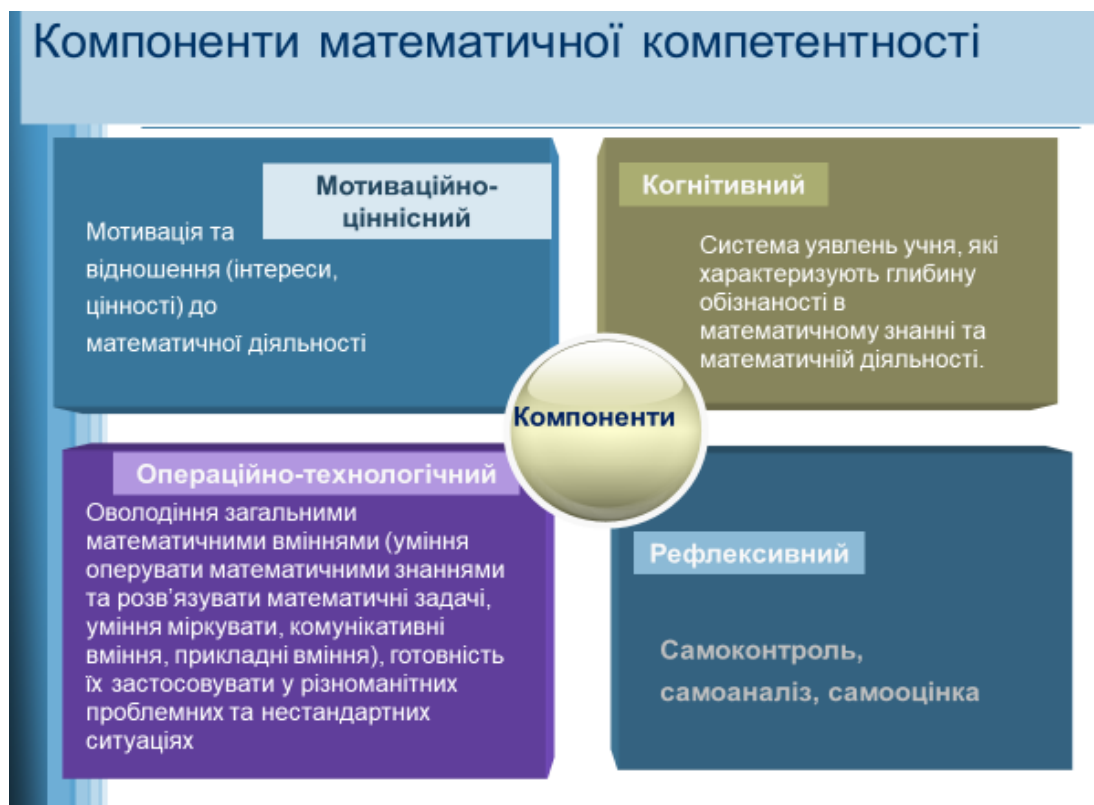 Компоненти математичної компетентності
Мотиваційно-
ціннісний
Мотивація та
відношення (інтереси,
цінності) до
математичної діяльності
Когнітивний
Система уявлень учня, які
характеризують глибину
обізнаності в
математичному знанні та
математичній діяльності.
Компоненти
Операційно-технологічний
Оволодіння загальними
математичними вміннями (уміння
оперувати математичними знаннями
та розв’язувати математичні задачі,
уміння міркувати, комунікативні
вміння, прикладні вміння), готовність
їх застосовувати у різноманітних
проблемних та нестандартних
ситуаціях
Рефлексивний
Самоконтроль,
самоаналіз, самооцінка